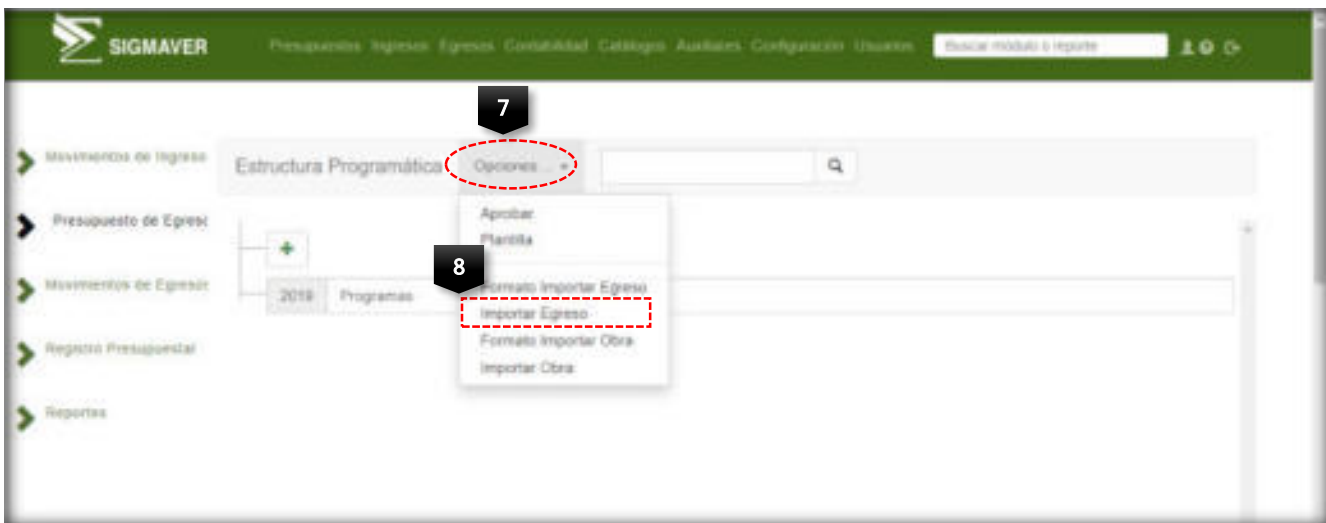 SIGMAVER
Presupuestos Ingresos Egresos Contabilidad Catálogos Auxiliares Configuración Usuarios
Buscar módulo o reporte
7
Movimientos de Ingreso
Estructura Programática
Opciones...
Presupuesto de Egreso
Aprobar
Plantilla
8
Movimientos de Egresos
2019 Programas
Formato Importar Egreso
Importar Egreso
Formato Importar Obra
Importar Obra
Registro Presupuestal
Reportes